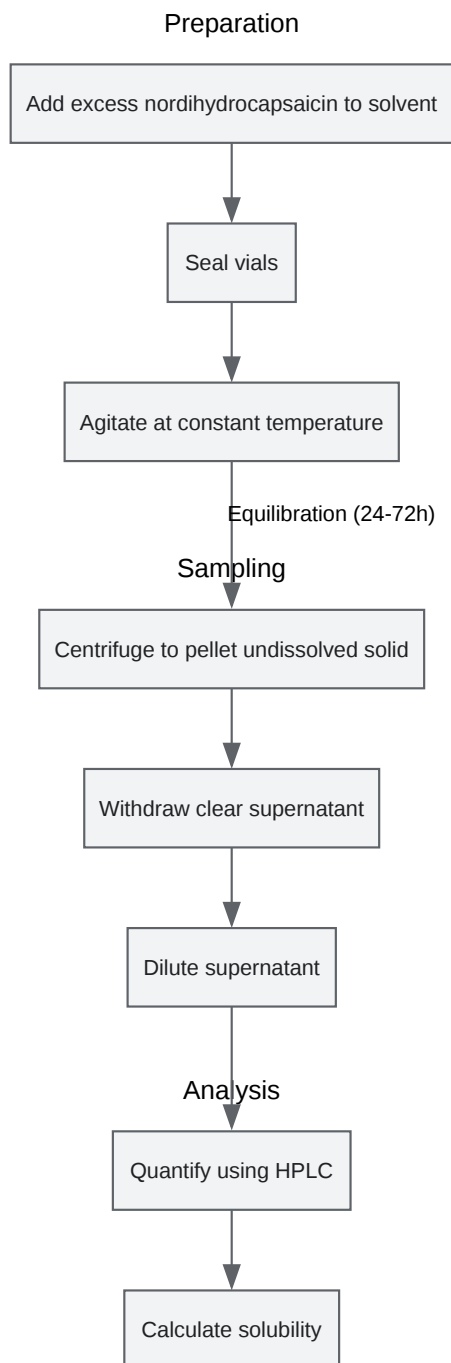 Preparation
Add excess nordihydrocapsaicin to solvent
Seal vials
Agitate at constant temperature
Equilibration (24-72h)
Sampling
Centrifuge to pellet undissolved solid
Withdraw clear supernatant
Dilute supernatant
Analysis
Quantify using HPLC
Calculate solubility